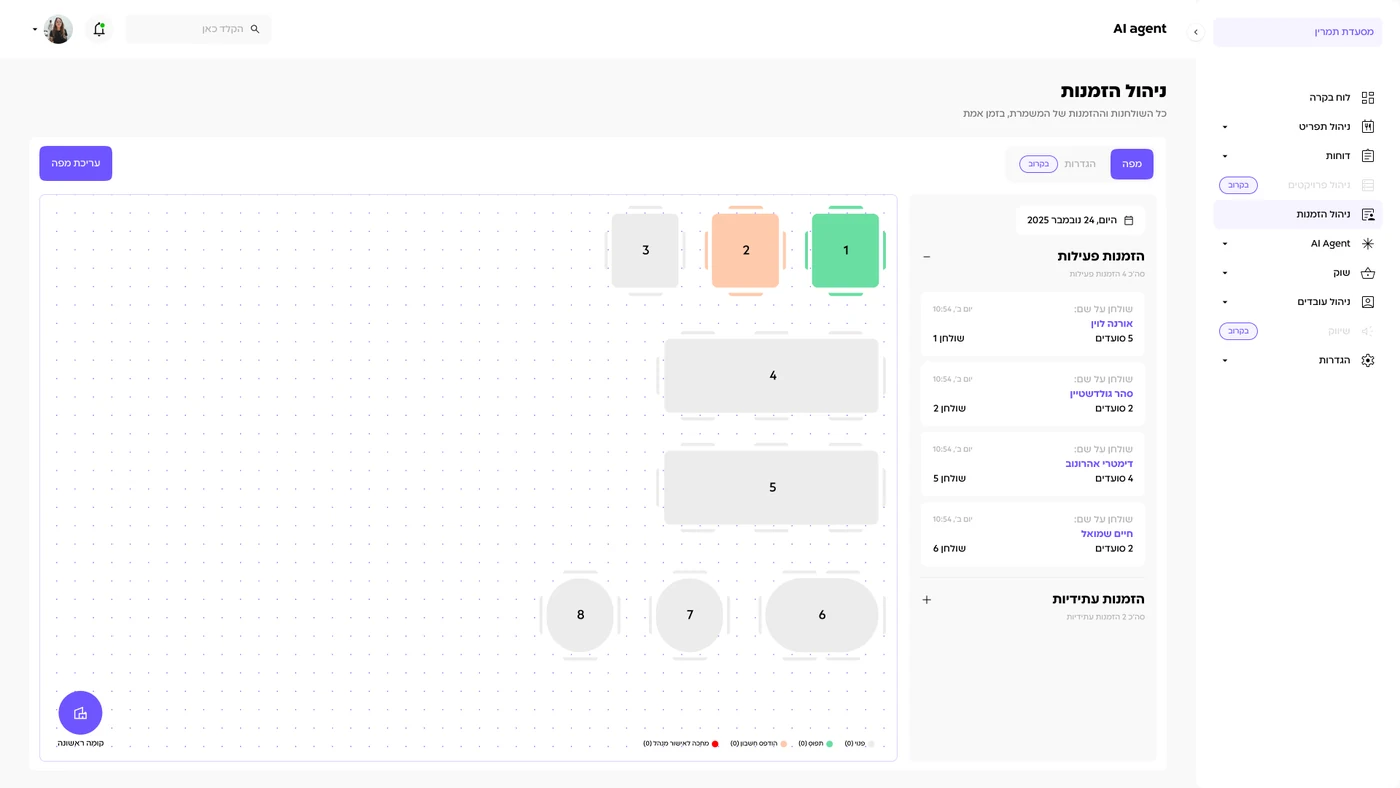 מסעדת תמרין
לוח בקרה
ניהול תפריט
דוחות
ניהול פרויקטים
בקרוב
ניהול הזמנות
AI Agent
שוק
ניהול עובדים
שיווק
בקרוב
הגדרות
AI agent
הקלד כאן
ניהול הזמנות
כל השולחנות וההזמנות של המשמרת, בזמן אמת
מפה
הגדרות
בקרוב
עריכת מפה
היום, 24 נובמבר 2025
הזמנות פעילות
סה״כ 4 הזמנות פעילות
שולחן על שם:
יום ב׳, 10:54
אורנה לוין
5 סועדים
שולחן 1
שולחן על שם:
יום ב׳, 10:54
סהר גולדשטיין
2 סועדים
שולחן 2
שולחן על שם:
יום ב׳, 10:54
דימטרי אהרונוב
4 סועדים
שולחן 5
שולחן על שם:
יום ב׳, 10:54
חיים שמואל
2 סועדים
שולחן 6
הזמנות עתידיות
סה״כ 2 הזמנות עתידיות
1
2
3
4
5
6
7
8
פנוי (0)
תפוס (0)
הודפס חשבון (0)
מחכה לאישור מנהל (0)
קומה ראשונה